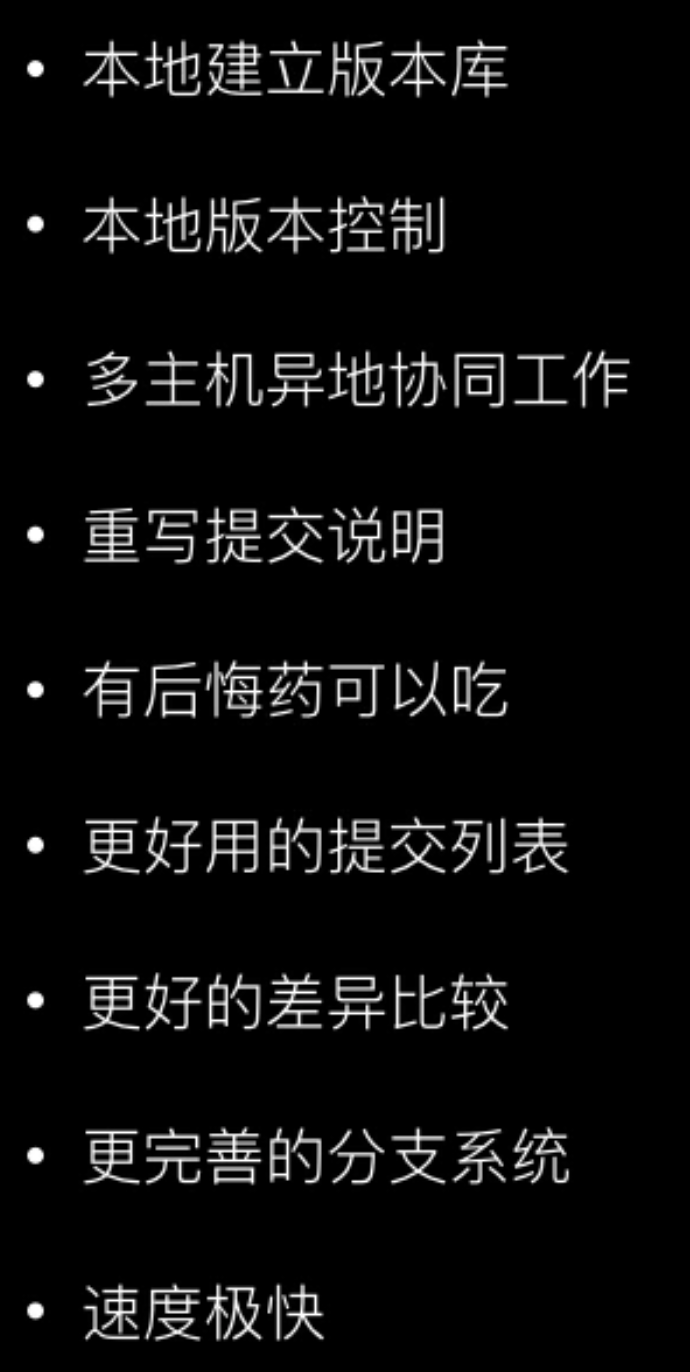 • 本地建立版本库
• 本地版本控制
• 多主机异地协同工作
• 重写提交说明
• 有后悔药可以吃
• 更好用的提交列表
• 更好的差异比较
• 更完善的分支系统
• 速度极快